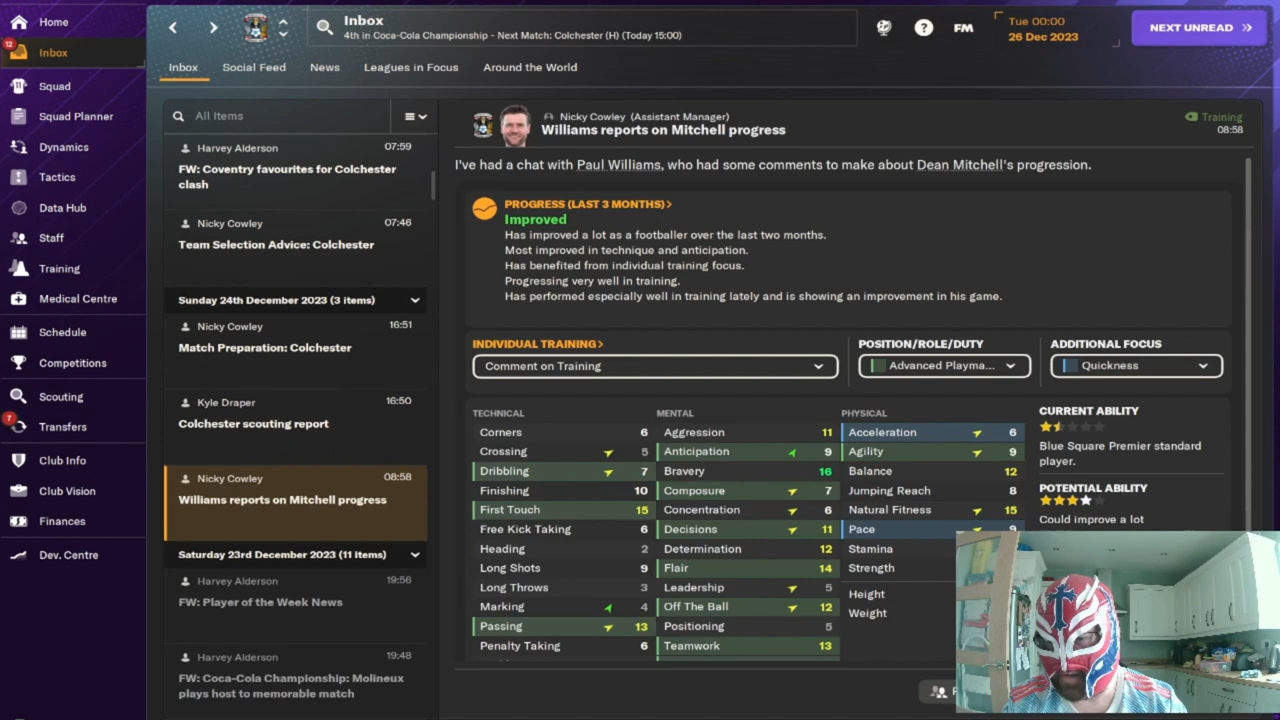 Home
12
Inbox
Squad
Squad Planner
Dynamics
Tactics
Data Hub
Staff
Training
Medical Centre
Schedule
Competitions
Scouting
7
Transfers
Club Info
Club Vision
Finances
Dev. Centre
Inbox
4th in Coca-Cola Championship - Next Match: Colchester (H) (Today 15:00)
?
FM
Tue 00:00
26 Dec 2023
NEXT UNREAD
Inbox
Social Feed
News
Leagues in Focus
Around the World
All Items
Harvey Alderson 07:59
FW: Coventry favourites for Colchester
clash
Nicky Cowley 07:46
Team Selection Advice: Colchester
Sunday 24th December 2023 (3 items)
Nicky Cowley 16:51
Match Preparation: Colchester
Kyle Draper 16:50
Colchester scouting report
Nicky Cowley 08:58
Williams reports on Mitchell progress
Saturday 23rd December 2023 (11 items)
Harvey Alderson 19:56
FW: Player of the Week News
Harvey Alderson 19:48
FW: Coca-Cola Championship: Molineux
plays host to memorable match
Nicky Cowley (Assistant Manager)
Williams reports on Mitchell progress
Training
08:58
I've had a chat with Paul Williams, who had some comments to make about Dean Mitchell's progression.
PROGRESS (LAST 3 MONTHS) >
Improved
Has improved a lot as a footballer over the last two months.
Most improved in technique and anticipation.
Has benefited from individual training focus.
Progressing very well in training.
Has performed especially well in training lately and is showing an improvement in his game.
INDIVIDUAL TRAINING >
Comment on Training
POSITION/ROLE/DUTY
Advanced Playma...
ADDITIONAL FOCUS
Quickness
TECHNICAL
Corners 6
Crossing 5
Dribbling 7
Finishing 10
First Touch 15
Free Kick Taking 6
Heading 2
Long Shots 9
Long Throws 3
Marking 4
Passing 13
Penalty Taking 6
MENTAL
Aggression 11
Anticipation 9
Bravery 16
Composure 7
Concentration 6
Decisions 11
Determination 12
Flair 14
Leadership 5
Off The Ball 12
Positioning 5
Teamwork 13
PHYSICAL
Acceleration 6
Agility 9
Balance 12
Jumping Reach 8
Natural Fitness 15
Pace 9
Stamina
Strength
Height
Weight
CURRENT ABILITY
Blue Square Premier standard
player.
POTENTIAL ABILITY
Could improve a lot